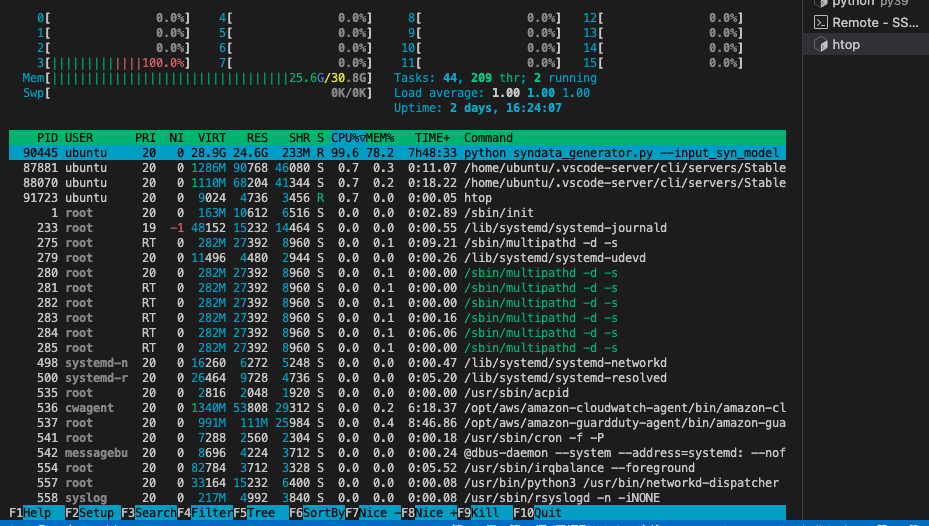 python py39
0[ 0.0%] 4[ 0.0%] 8[ 0.0%] 12[ 0.0%]
Remote - SS...
1[ 0.0%] 5[ 0.0%] 9[ 0.0%] 13[ 0.0%]
2[ 0.0%] 6[ 0.0%] 10[ 0.0%] 14[ 0.0%]
htop
3[||||||||||||||||100.0%] 7[ 0.0%] 11[ 0.0%] 15[ 0.0%]
Mem[||||||||||||||||||||||||||||||||25.6G/30.8G] Tasks: 44, 209 thr; 2 running
Swp[ 0K/0K] Load average: 1.00 1.00 1.00
Uptime: 2 days, 16:24:07
PID USER PRI NI VIRT RES SHR S CPU%▽MEM% TIME+ Command
90445 ubuntu 20 0 28.9G 24.6G 233M R 99.6 78.2 7h48:33 python syndata_generator.py --input_syn_model
87881 ubuntu 20 0 1286M 90768 46080 S 0.7 0.3 0:11.07 /home/ubuntu/.vscode-server/cli/servers/Stable
88070 ubuntu 20 0 1110M 68204 41344 S 0.7 0.2 0:18.22 /home/ubuntu/.vscode-server/cli/servers/Stable
91723 ubuntu 20 0 9024 4736 3456 R 0.7 0.0 0:00.05 htop
1 root 20 0 163M 10612 6516 S 0.0 0.0 0:02.89 /sbin/init
233 root 19 -1 48152 15232 14464 S 0.0 0.0 0:00.55 /lib/systemd/systemd-journald
275 root RT 0 282M 27392 8960 S 0.0 0.1 0:09.21 /sbin/multipathd -d -s
279 root 20 0 11496 4480 2944 S 0.0 0.0 0:00.26 /lib/systemd/systemd-udevd
280 root 20 0 282M 27392 8960 S 0.0 0.1 0:00.00 /sbin/multipathd -d -s
281 root RT 0 282M 27392 8960 S 0.0 0.1 0:00.00 /sbin/multipathd -d -s
282 root RT 0 282M 27392 8960 S 0.0 0.1 0:00.00 /sbin/multipathd -d -s
283 root RT 0 282M 27392 8960 S 0.0 0.1 0:00.16 /sbin/multipathd -d -s
284 root RT 0 282M 27392 8960 S 0.0 0.1 0:06.06 /sbin/multipathd -d -s
285 root RT 0 282M 27392 8960 S 0.0 0.1 0:00.00 /sbin/multipathd -d -s
498 systemd-n 20 0 16260 6272 5248 S 0.0 0.0 0:00.47 /lib/systemd/systemd-networkd
500 systemd-r 20 0 26464 9728 4736 S 0.0 0.0 0:05.20 /lib/systemd/systemd-resolved
535 root 20 0 2816 2048 1920 S 0.0 0.0 0:00.00 /usr/sbin/acpid
536 cwagent 20 0 1340M 53808 29312 S 0.0 0.2 6:18.37 /opt/aws/amazon-cloudwatch-agent/bin/amazon-cl
537 root 20 0 991M 111M 25984 S 0.0 0.4 8:46.86 /opt/aws/amazon-guardduty-agent/bin/amazon-gua
541 root 20 0 7288 2560 2304 S 0.0 0.0 0:00.18 /usr/sbin/cron -f -P
542 messagebu 20 0 8696 4224 3712 S 0.0 0.0 0:00.24 @dbus-daemon --system --address=systemd: --nof
554 root 20 0 82784 3712 3328 S 0.0 0.0 0:05.52 /usr/sbin/irqbalance --foreground
557 root 20 0 33164 15232 6400 S 0.0 0.0 0:00.08 /usr/bin/python3 /usr/bin/networkd-dispatcher
558 syslog 20 0 217M 4992 3840 S 0.0 0.0 0:00.08 /usr/sbin/rsyslogd -n -iNONE
F1Help F2Setup F3SearchF4FilterF5Tree F6SortByF7Nice -F8Nice +F9Kill F10Quit